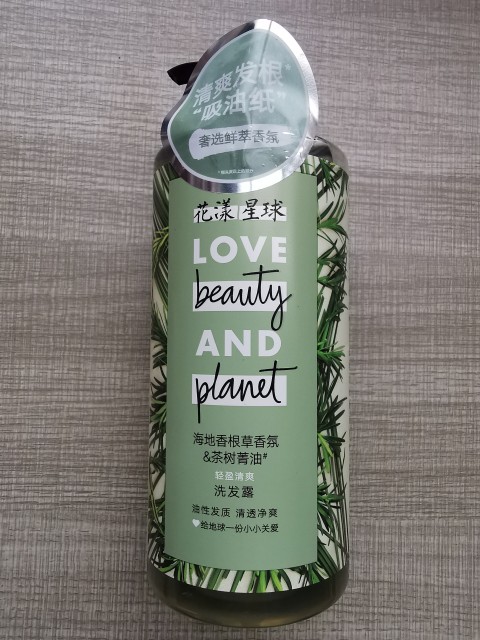 清爽发根
“吸油纸”
奢选鲜萃香氛
花漾星球
LOVE
beauty
AND
planet
海地香根草香氛
&茶树菁油#
轻盈清爽
洗发露
油性发质 清透净爽
给地球一份小小关爱